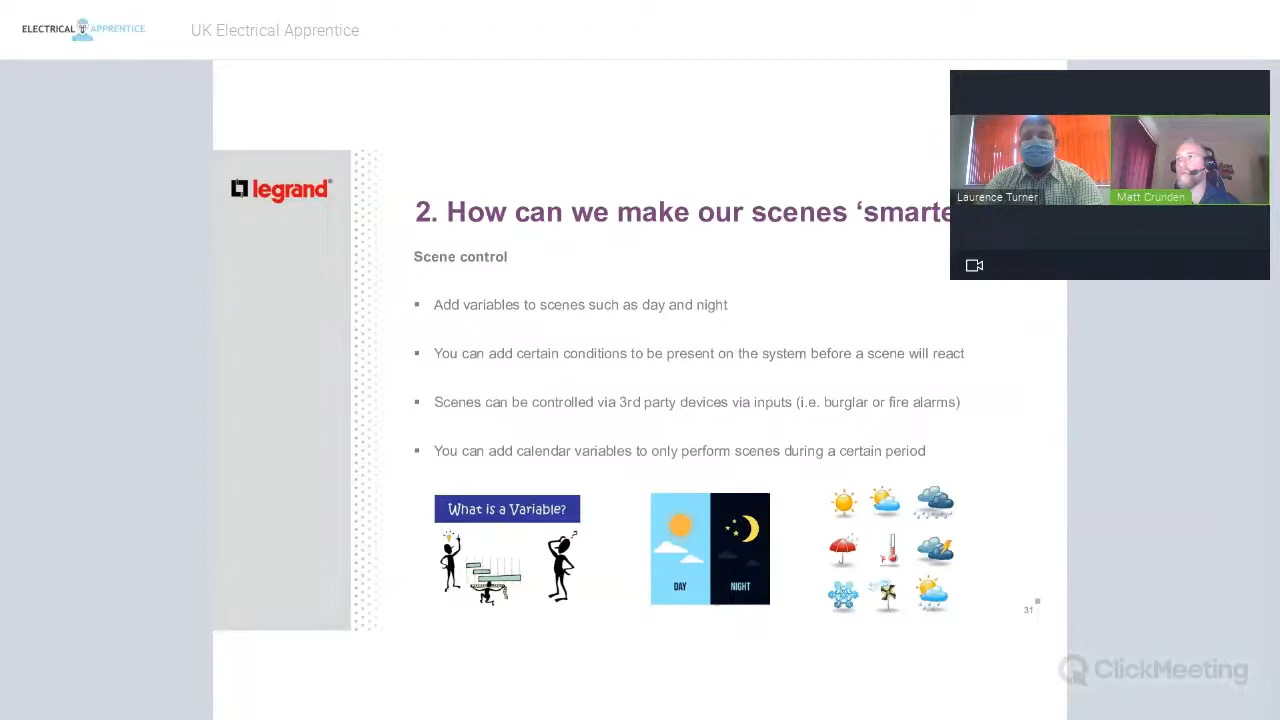 ELECTRICAL APPRENTICE
UK Electrical Apprentice
legrand
2. How can we make our scenes ‘smarte
Laurence Turner
Matt Crunden
Scene control
▪ Add variables to scenes such as day and night
▪ You can add certain conditions to be present on the system before a scene will react
▪ Scenes can be controlled via 3rd party devices via inputs (i.e. burglar or fire alarms)
▪ You can add calendar variables to only perform scenes during a certain period
What is a Variable?
DAY
NIGHT
31
ClickMeeting